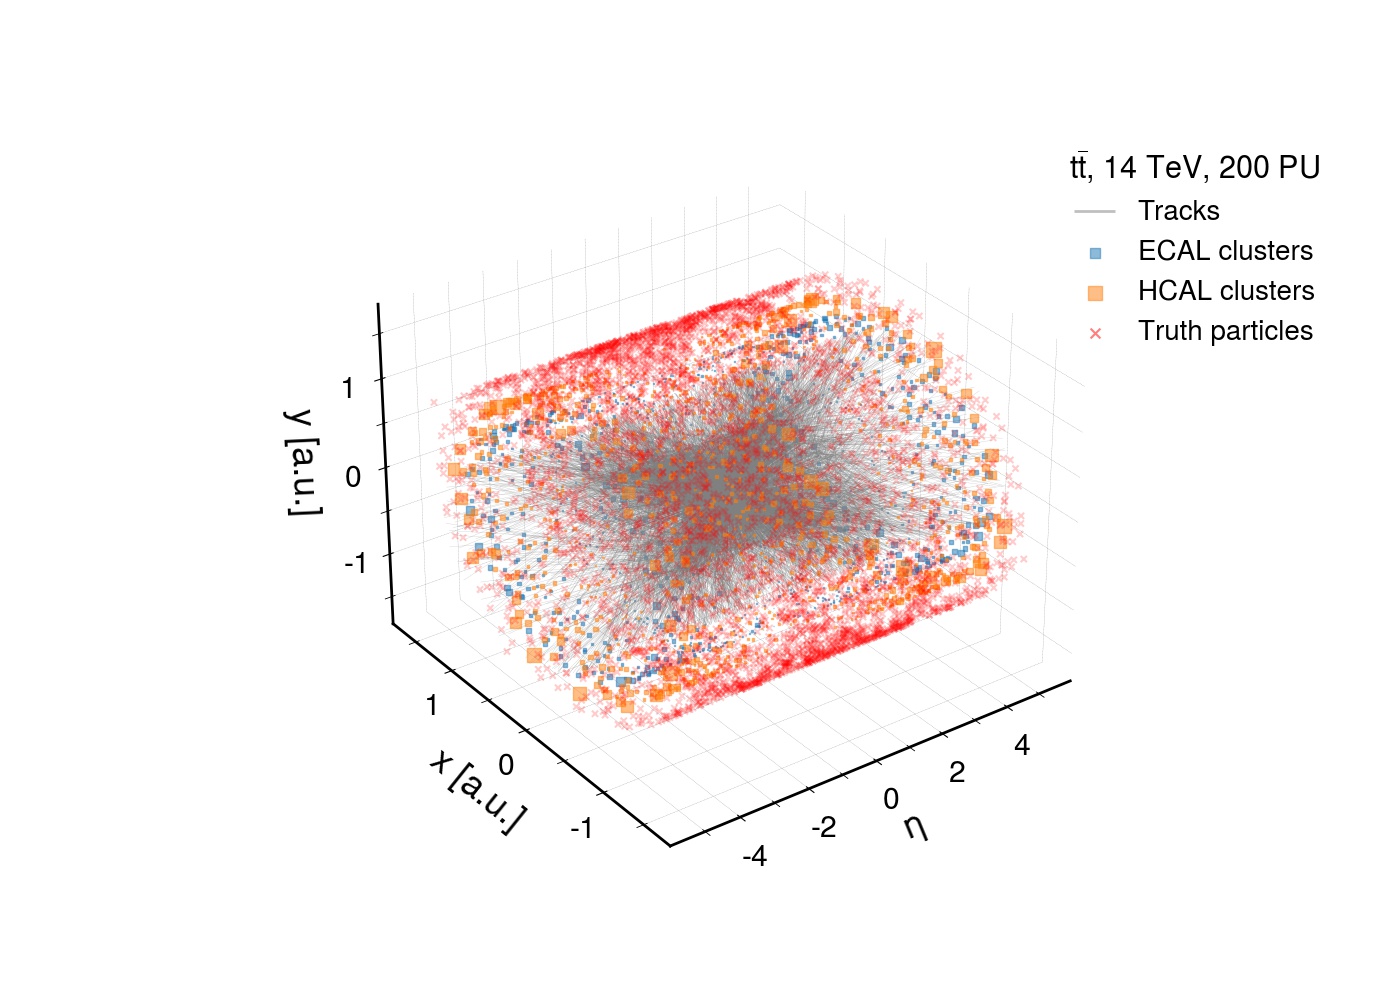 tt̄, 14 TeV, 200 PU
Tracks
ECAL clusters
HCAL clusters
Truth particles
y [a.u.]
1
0
-1
x [a.u.]
1
0
-1
η
-4
-2
0
2
4